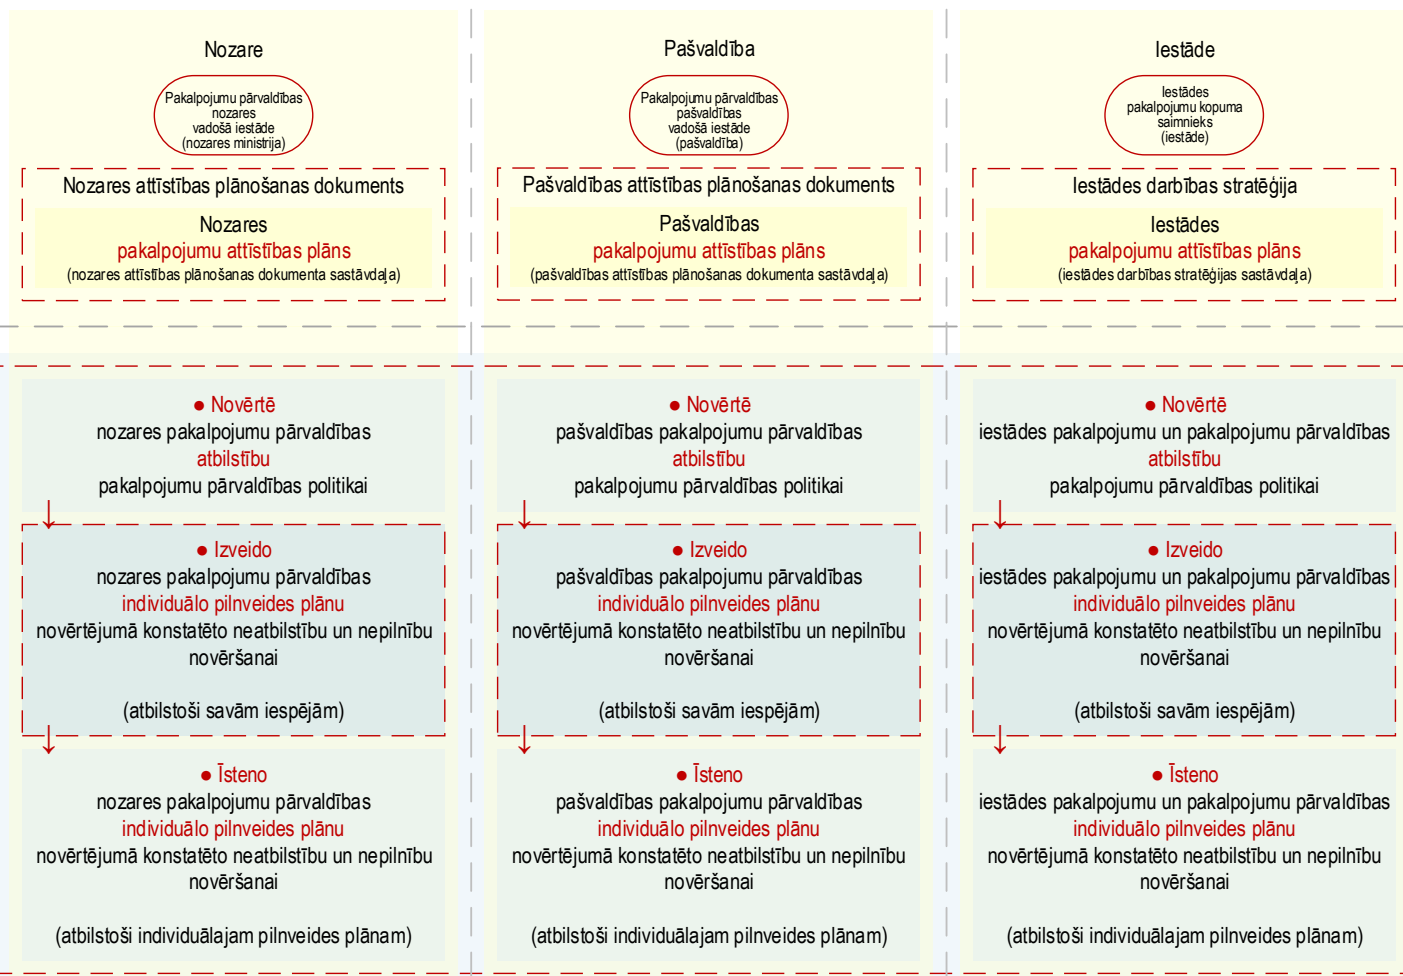 Nozare
Pakalpojumu pārvaldības
nozares
vadošā iestāde
(nozares ministrija)
Nozares attīstības plānošanas dokuments
Nozares
pakalpojumu attīstības plāns
(nozares attīstības plānošanas dokumenta sastāvdaļa)
● Novērtē
nozares pakalpojumu pārvaldības
atbilstību
pakalpojumu pārvaldības politikai
● Izveido
nozares pakalpojumu pārvaldības
individuālo pilnveides plānu
novērtējumā konstatēto neatbilstību un nepilnību
novēršanai
(atbilstoši savām iespējām)
● Īsteno
nozares pakalpojumu pārvaldības
individuālo pilnveides plānu
novērtējumā konstatēto neatbilstību un nepilnību
novēršanai
(atbilstoši individuālajam pilnveides plānam)
Pašvaldība
Pakalpojumu pārvaldības
pašvaldības
vadošā iestāde
(pašvaldība)
Pašvaldības attīstības plānošanas dokuments
Pašvaldības
pakalpojumu attīstības plāns
(pašvaldības attīstības plānošanas dokumenta sastāvdaļa)
● Novērtē
pašvaldības pakalpojumu pārvaldības
atbilstību
pakalpojumu pārvaldības politikai
● Izveido
pašvaldības pakalpojumu pārvaldības
individuālo pilnveides plānu
novērtējumā konstatēto neatbilstību un nepilnību
novēršanai
(atbilstoši savām iespējām)
● Īsteno
pašvaldības pakalpojumu pārvaldības
individuālo pilnveides plānu
novērtējumā konstatēto neatbilstību un nepilnību
novēršanai
(atbilstoši individuālajam pilnveides plānam)
Iestāde
Iestādes
pakalpojumu kopuma
saimnieks
(iestāde)
Iestādes darbības stratēģija
Iestādes
pakalpojumu attīstības plāns
(iestādes darbības stratēģijas sastāvdaļa)
● Novērtē
iestādes pakalpojumu un pakalpojumu pārvaldības
atbilstību
pakalpojumu pārvaldības politikai
● Izveido
iestādes pakalpojumu un pakalpojumu pārvaldības
individuālo pilnveides plānu
novērtējumā konstatēto neatbilstību un nepilnību
novēršanai
(atbilstoši savām iespējām)
● Īsteno
iestādes pakalpojumu un pakalpojumu pārvaldības
individuālo pilnveides plānu
novērtējumā konstatēto neatbilstību un nepilnību
novēršanai
(atbilstoši individuālajam pilnveides plānam)